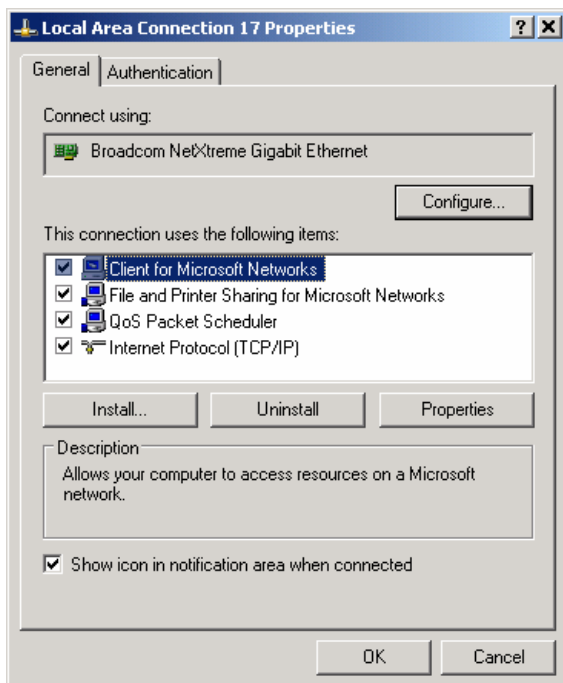 Local Area Connection 17 Properties
General
Authentication
Connect using:
Broadcom NetXtreme Gigabit Ethernet
Configure...
This connection uses the following items:
Client for Microsoft Networks
File and Printer Sharing for Microsoft Networks
QoS Packet Scheduler
Internet Protocol (TCP/IP)
Install...
Uninstall
Properties
Description
Allows your computer to access resources on a Microsoft
network.
Show icon in notification area when connected
OK
Cancel